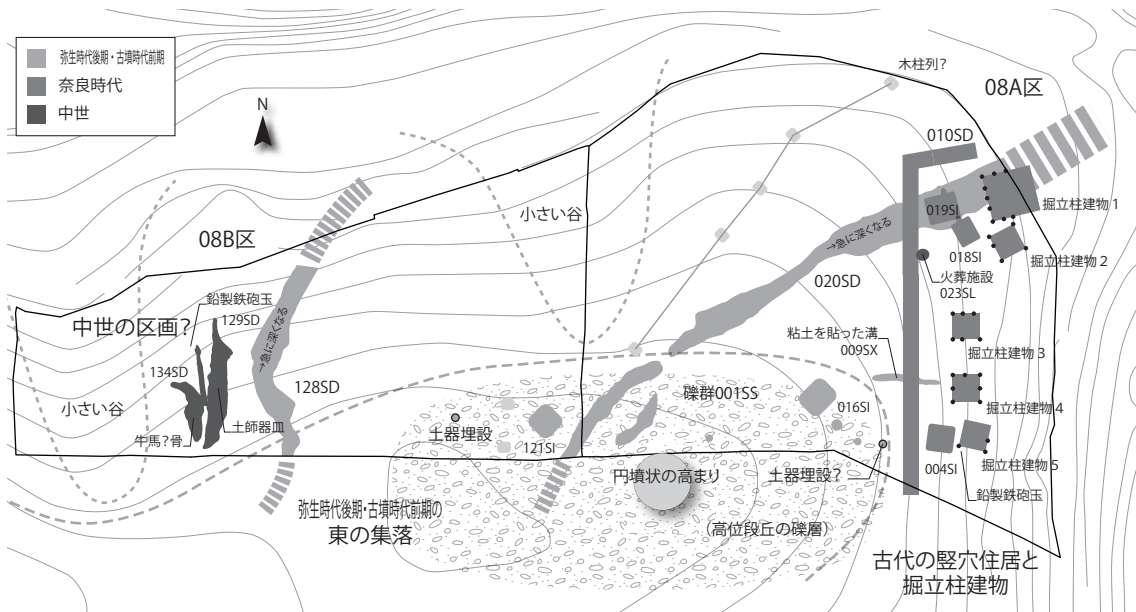 弥生時代後期・古墳時代前期
奈良時代
中世
N
木柱列?
08A区
010SD
小さい谷
08B区
019SI
掘立柱建物 1
→急に深くなる
018SI
掘立柱建物 2
火葬施設
023SL
020SD
鉛製鉄砲玉
中世の区画?
129SD
→急に深くなる
粘土を貼った溝
009SX
掘立柱建物 3
134SD
128SD
小さい谷
礫群001SS
016SI
掘立柱建物 4
土師器皿
牛馬?骨
土器埋設
121SI
円墳状の高まり
土器埋設?
004SI
掘立柱建物 5
鉛製鉄砲玉
弥生時代後期・古墳時代前期の
東の集落
(高位段丘の礫層)
古代の竪穴住居と
掘立柱建物